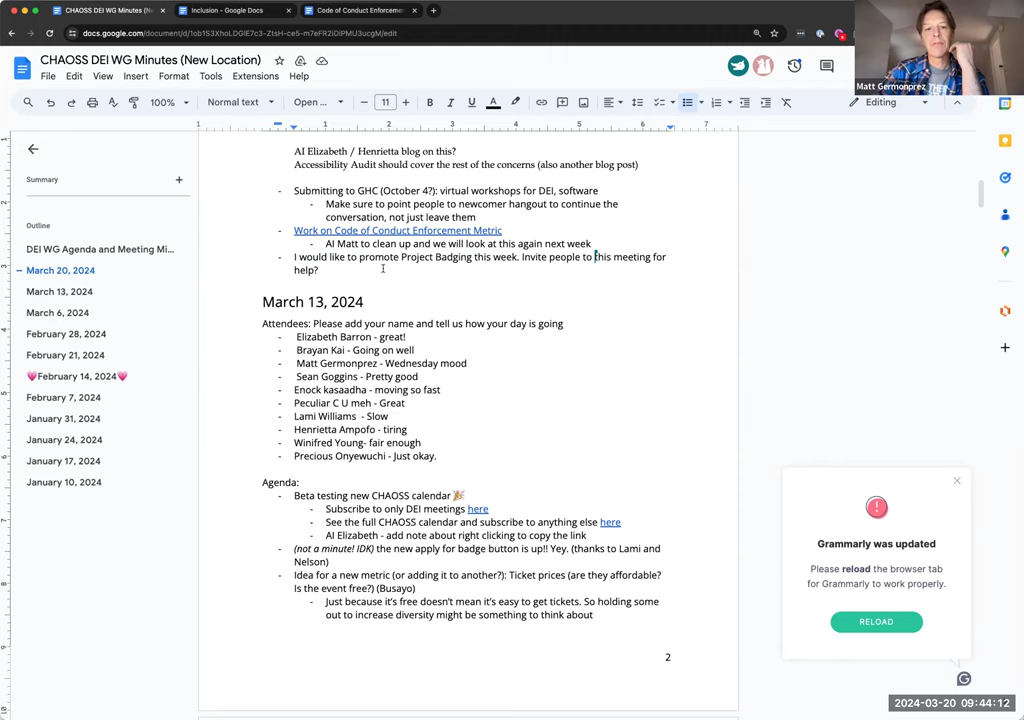 CHAOSS DEI WG Minutes (N
Inclusion - Google Docs
Code of Conduct Enforcemen
docs.google.com/document/d/1ob1S3XhoLDGIE7c3-ZtsH-ce5-m7eFR2iDIPMU3ucgM/edit
CHAOSS DEI WG Minutes (New Location)
File Edit View Insert Format Tools Extensions Help
100% Normal text Open ... 11 B I U A Editing
Matt Germonprez
1 1 2 3 4 5 6 7
AI Elizabeth / Henrietta blog on this?
Accessibility Audit should cover the rest of the concerns (also another blog post)
- Submitting to GHC (October 4?): virtual workshops for DEI, software
- Make sure to point people to newcomer hangout to continue the
conversation, not just leave them
- Work on Code of Conduct Enforcement Metric
- AI Matt to clean up and we will look at this again next week
- I would like to promote Project Badging this week. Invite people to this meeting for
help?
March 13, 2024
Attendees: Please add your name and tell us how your day is going
- Elizabeth Barron - great!
- Brayan Kai - Going on well
- Matt Germonprez - Wednesday mood
- Sean Goggins - Pretty good
- Enock kasaadha - moving so fast
- Peculiar C U meh - Great
- Lami Williams - Slow
- Henrietta Ampofo - tiring
- Winifred Young- fair enough
- Precious Onyewuchi - Just okay.
Agenda:
- Beta testing new CHAOSS calendar 🎉
- Subscribe to only DEI meetings here
- See the full CHAOSS calendar and subscribe to anything else here
- AI Elizabeth - add note about right clicking to copy the link
- (not a minute! IDK) the new apply for badge button is up!! Yey. (thanks to Lami and
Nelson)
- Idea for a new metric (or adding it to another?): Ticket prices (are they affordable?
Is the event free?) (Busayo)
- Just because it's free doesn't mean it's easy to get tickets. So holding some
out to increase diversity might be something to think about
2
Summary
Outline
DEI WG Agenda and Meeting Mi...
March 20, 2024
March 13, 2024
March 6, 2024
February 28, 2024
February 21, 2024
💗February 14, 2024💗
February 7, 2024
January 31, 2024
January 24, 2024
January 17, 2024
January 10, 2024
Grammarly was updated
Please reload the browser tab
for Grammarly to work properly.
RELOAD
2024-03-20 09:44:12